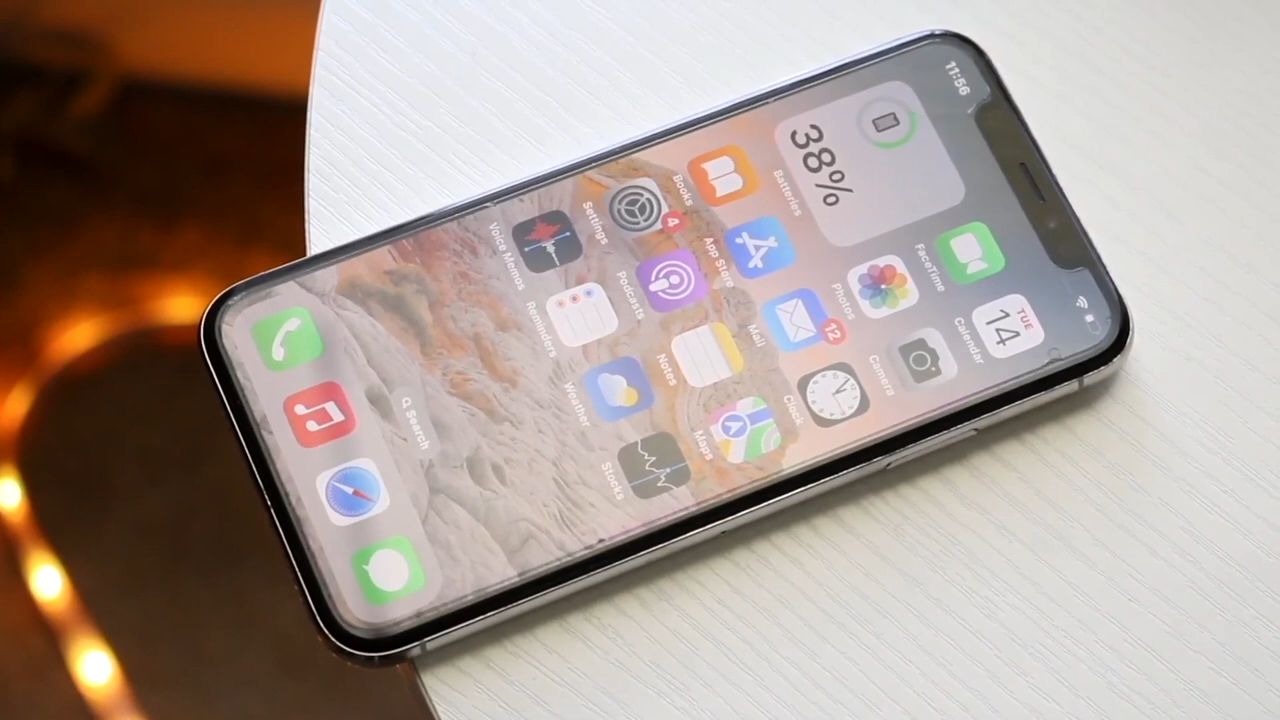 11:56
38%
TUE
14
FaceTime
Calendar
Batteries
Photos
Camera
12
Books
App Store
Mail
Clock
4
Settings
Podcasts
Notes
Maps
Voice Memos
Reminders
Weather
Stocks
Search